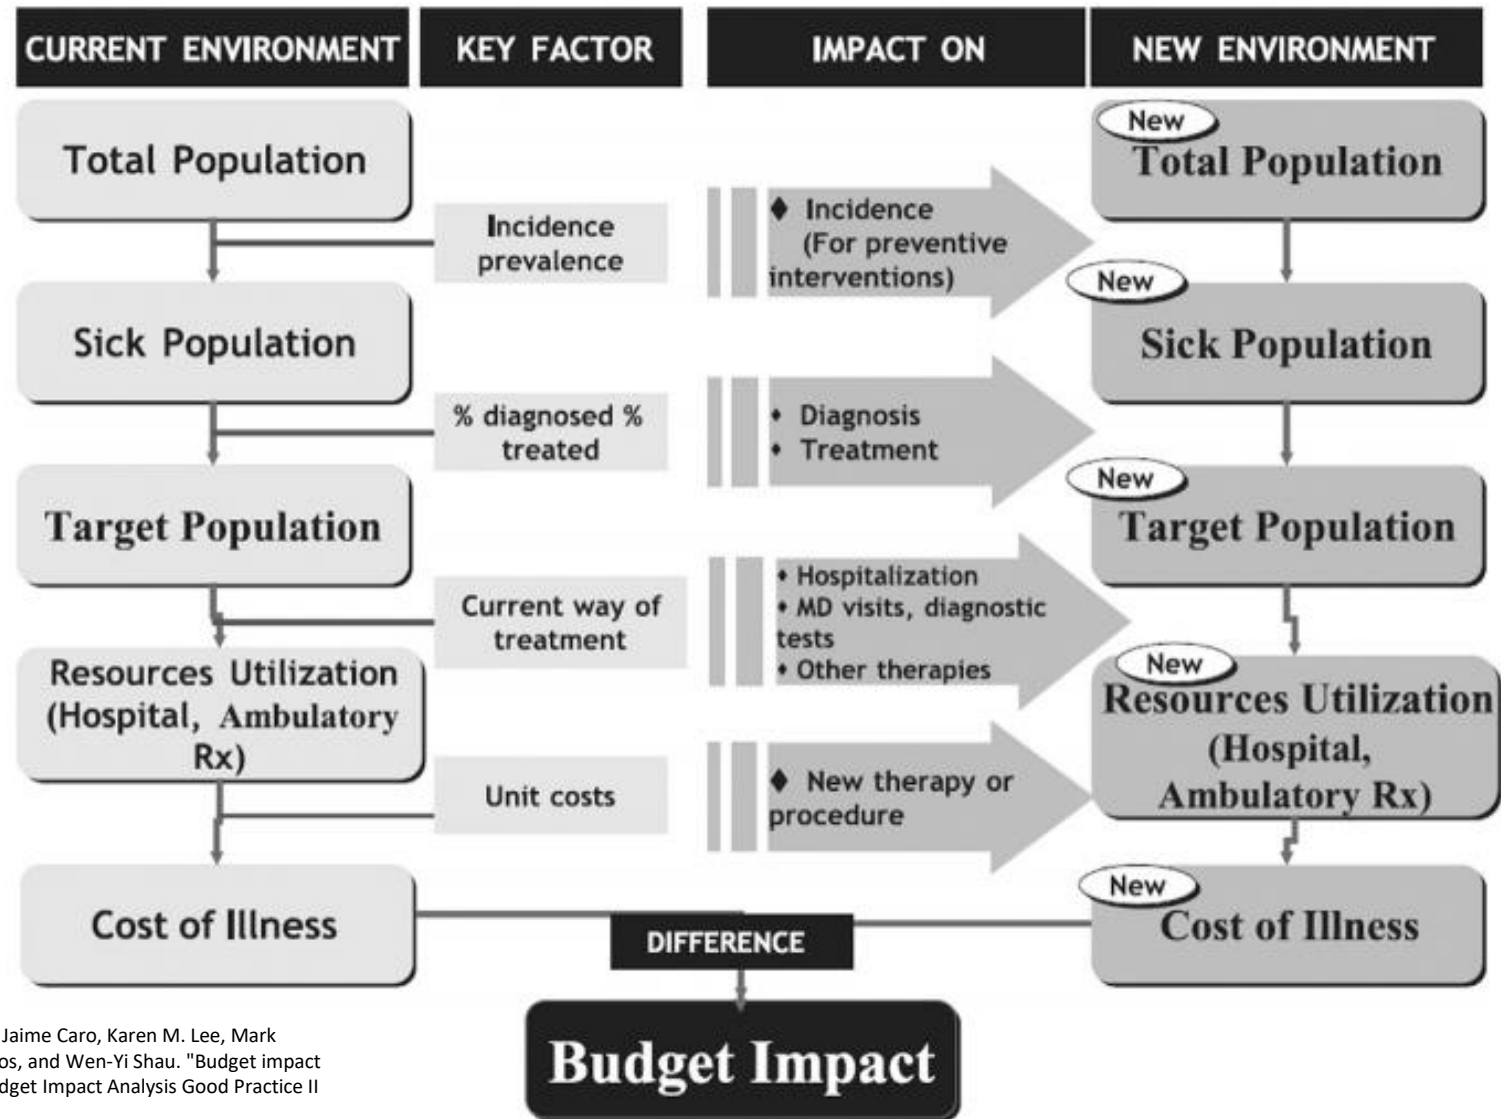 CURRENT ENVIRONMENT
KEY FACTOR
IMPACT ON
NEW ENVIRONMENT
Total Population
Incidence
prevalence
◆ Incidence
(For preventive
interventions)
New
Total Population
Sick Population
% diagnosed %
treated
• Diagnosis
• Treatment
New
Sick Population
Target Population
Current way of
treatment
• Hospitalization
• MD visits, diagnostic
tests
• Other therapies
New
Target Population
Resources Utilization
(Hospital, Ambulatory
Rx)
Unit costs
◆ New therapy or
procedure
New
Resources Utilization
(Hospital,
Ambulatory Rx)
Cost of Illness
New
Cost of Illness
DIFFERENCE
Budget Impact
Jaime Caro, Karen M. Lee, Mark
os, and Wen-Yi Shau. "Budget impact
dget Impact Analysis Good Practice II